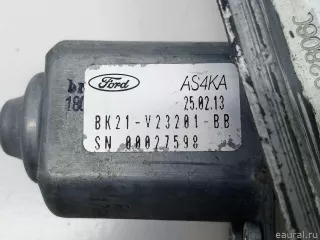 Ford AS4KA
25.02.13
BK21-V23201-BB
SN 00027598
eaural.ru